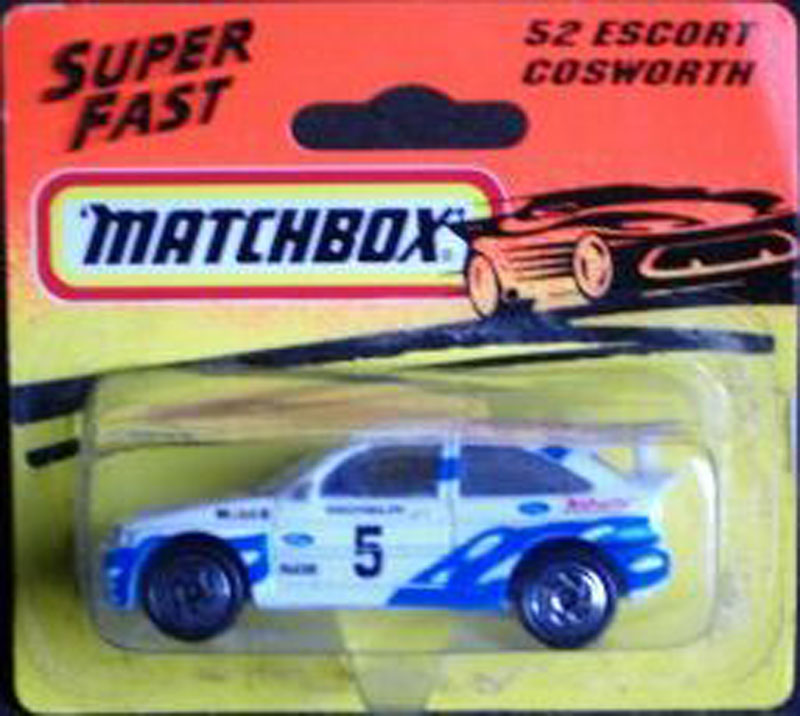 SUPER
FAST
52 ESCORT
COSWORTH
"MATCHBOX"®
5